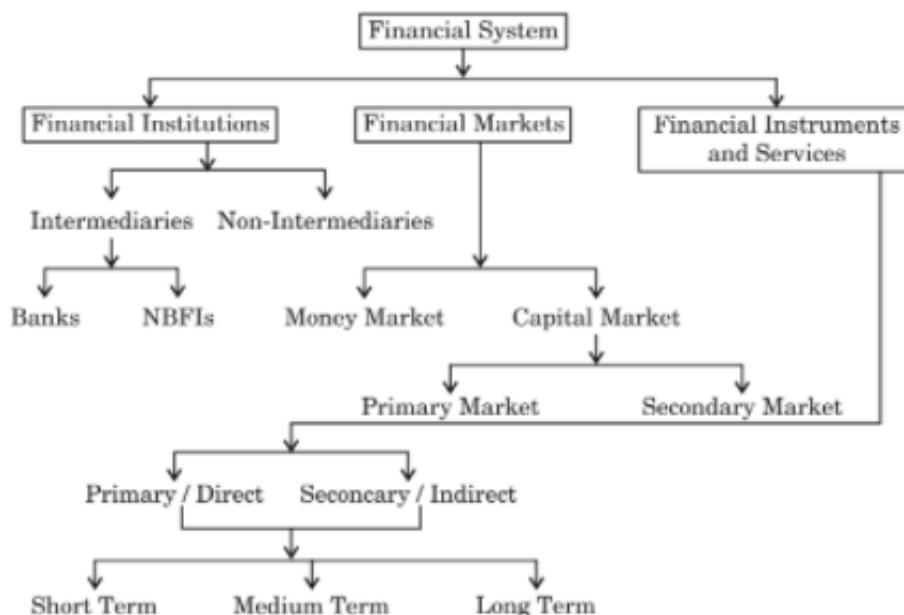 Financial System
Financial Institutions
Financial Markets
Financial Instruments
and Services
Intermediaries
Non-Intermediaries
Banks
NBFIs
Money Market
Capital Market
Primary Market
Secondary Market
Primary / Direct
Seconcary / Indirect
Short Term
Medium Term
Long Term